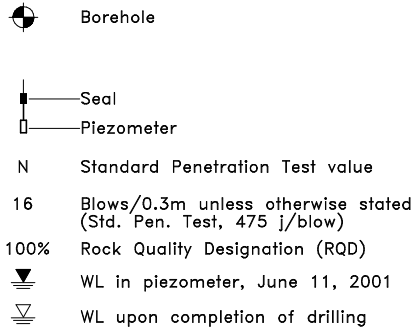 Borehole
Seal
Piezometer
N Standard Penetration Test value
16 Blows/0.3m unless otherwise stated
(Std. Pen. Test, 475 j/blow)
100% Rock Quality Designation (RQD)
WL in piezometer, June 11, 2001
WL upon completion of drilling